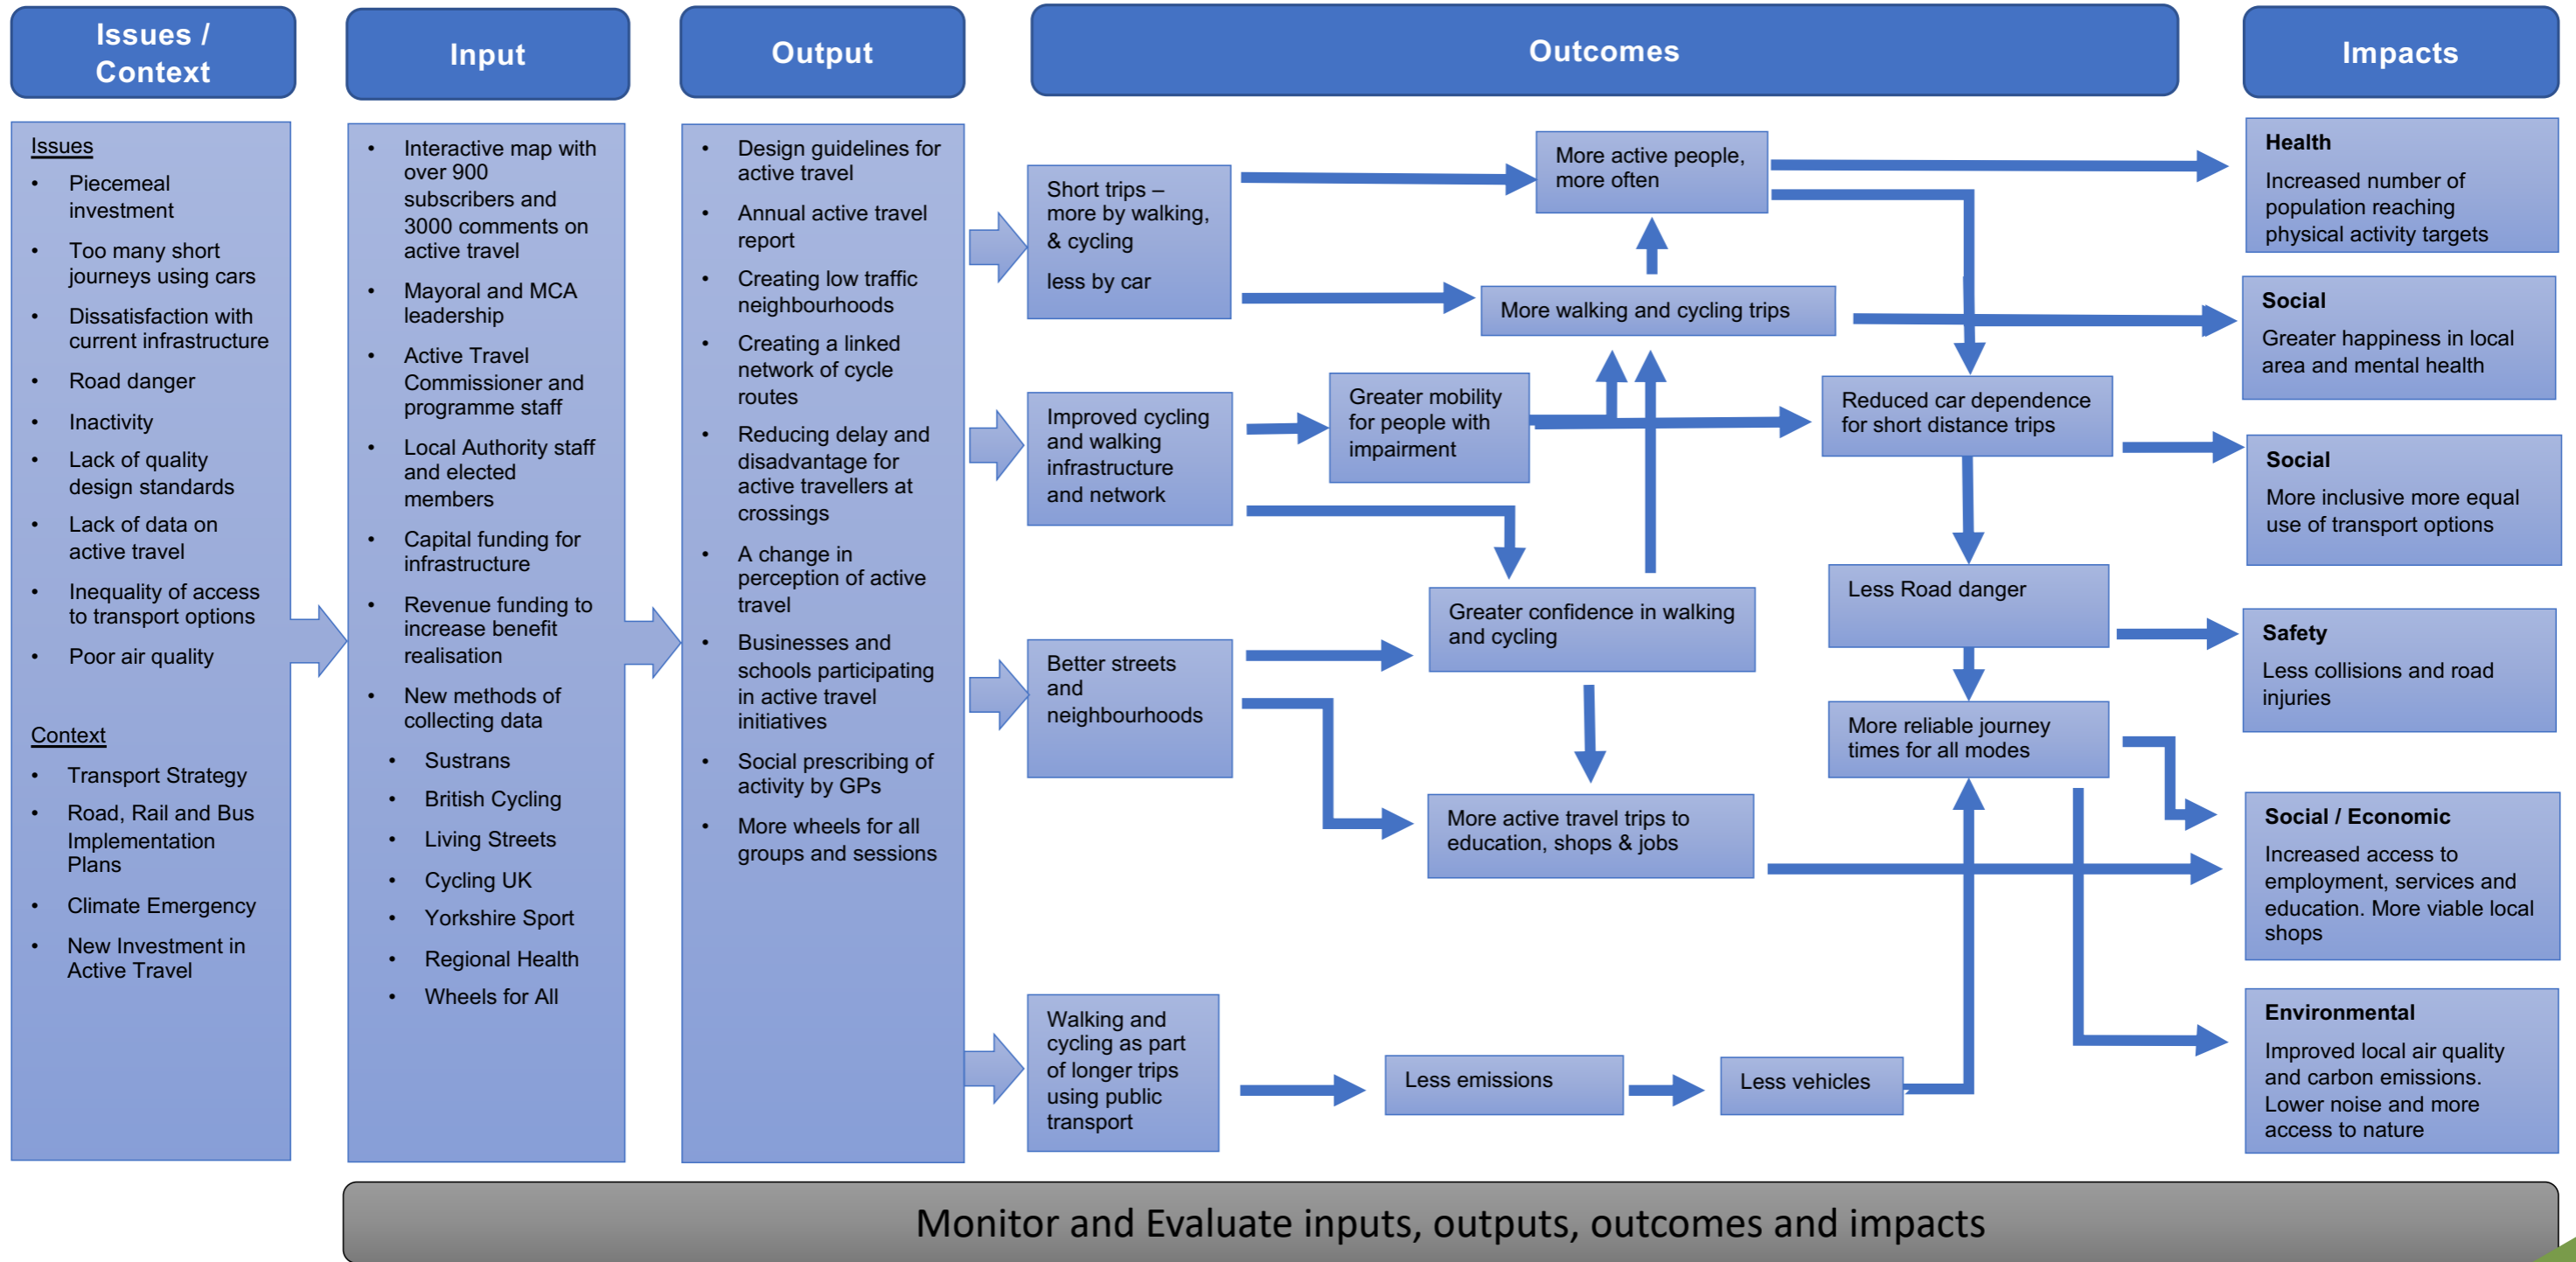 Issues /
Context
Input
Output
Outcomes
Impacts
Issues
• Piecemeal
investment
• Too many short
journeys using cars
• Dissatisfaction with
current infrastructure
• Road danger
• Inactivity
• Lack of quality
design standards
• Lack of data on
active travel
• Inequality of access
to transport options
• Poor air quality
Context
• Transport Strategy
• Road, Rail and Bus
Implementation
Plans
• Climate Emergency
• New Investment in
Active Travel
• Interactive map with
over 900
subscribers and
3000 comments on
active travel
• Mayoral and MCA
leadership
• Active Travel
Commissioner and
programme staff
• Local Authority staff
and elected
members
• Capital funding for
infrastructure
• Revenue funding to
increase benefit
realisation
• New methods of
collecting data
• Sustrans
• British Cycling
• Living Streets
• Cycling UK
• Yorkshire Sport
• Regional Health
• Wheels for All
• Design guidelines for
active travel
• Annual active travel
report
• Creating low traffic
neighbourhoods
• Creating a linked
network of cycle
routes
• Reducing delay and
disadvantage for
active travellers at
crossings
• A change in
perception of active
travel
• Businesses and
schools participating
in active travel
initiatives
• Social prescribing of
activity by GPs
• More wheels for all
groups and sessions
Short trips –
more by walking,
& cycling
less by car
Improved cycling
and walking
infrastructure
and network
Better streets
and
neighbourhoods
Walking and
cycling as part
of longer trips
using public
transport
More active people,
more often
More walking and cycling trips
Greater mobility
for people with
impairment
Greater confidence in walking
and cycling
More active travel trips to
education, shops & jobs
Less emissions
Less vehicles
Reduced car dependence
for short distance trips
Less Road danger
More reliable journey
times for all modes
Health
Increased number of
population reaching
physical activity targets
Social
Greater happiness in local
area and mental health
Social
More inclusive more equal
use of transport options
Safety
Less collisions and road
injuries
Social / Economic
Increased access to
employment, services and
education. More viable local
shops
Environmental
Improved local air quality
and carbon emissions.
Lower noise and more
access to nature
Monitor and Evaluate inputs, outputs, outcomes and impacts